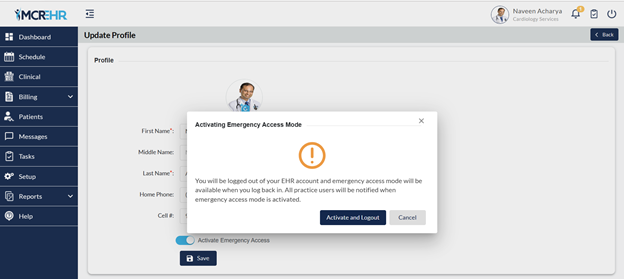 MCREHR
Naveen Acharya
Cardiology Services
Dashboard
Update Profile
Back
Schedule
Profile
Clinical
Billing
Patients
Activating Emergency Access Mode
First Name*:
Messages
Middle Name:
Tasks
Last Name*:
You will be logged out of your EHR account and emergency access mode will be
available when you log back in. All practice users will be notified when
emergency access mode is activated.
Setup
Home Phone:
Reports
Cell #:
Activate and Logout
Cancel
Help
Activate Emergency Access
Save